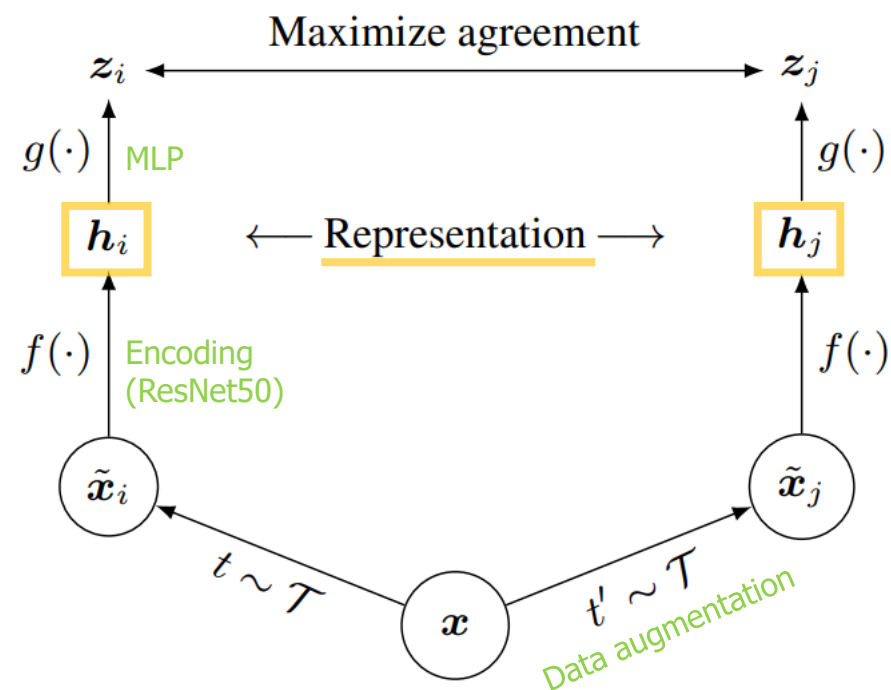 Maximize agreement
z_i ⟷ z_j
g(·) MLP g(·)
h_i ⟵ Representation ⟶ h_j
f(·) Encoding f(·)
(ResNet50)
x̃_i x̃_j
t ∼ 𝒯 t′ ∼ 𝒯
x
Data augmentation